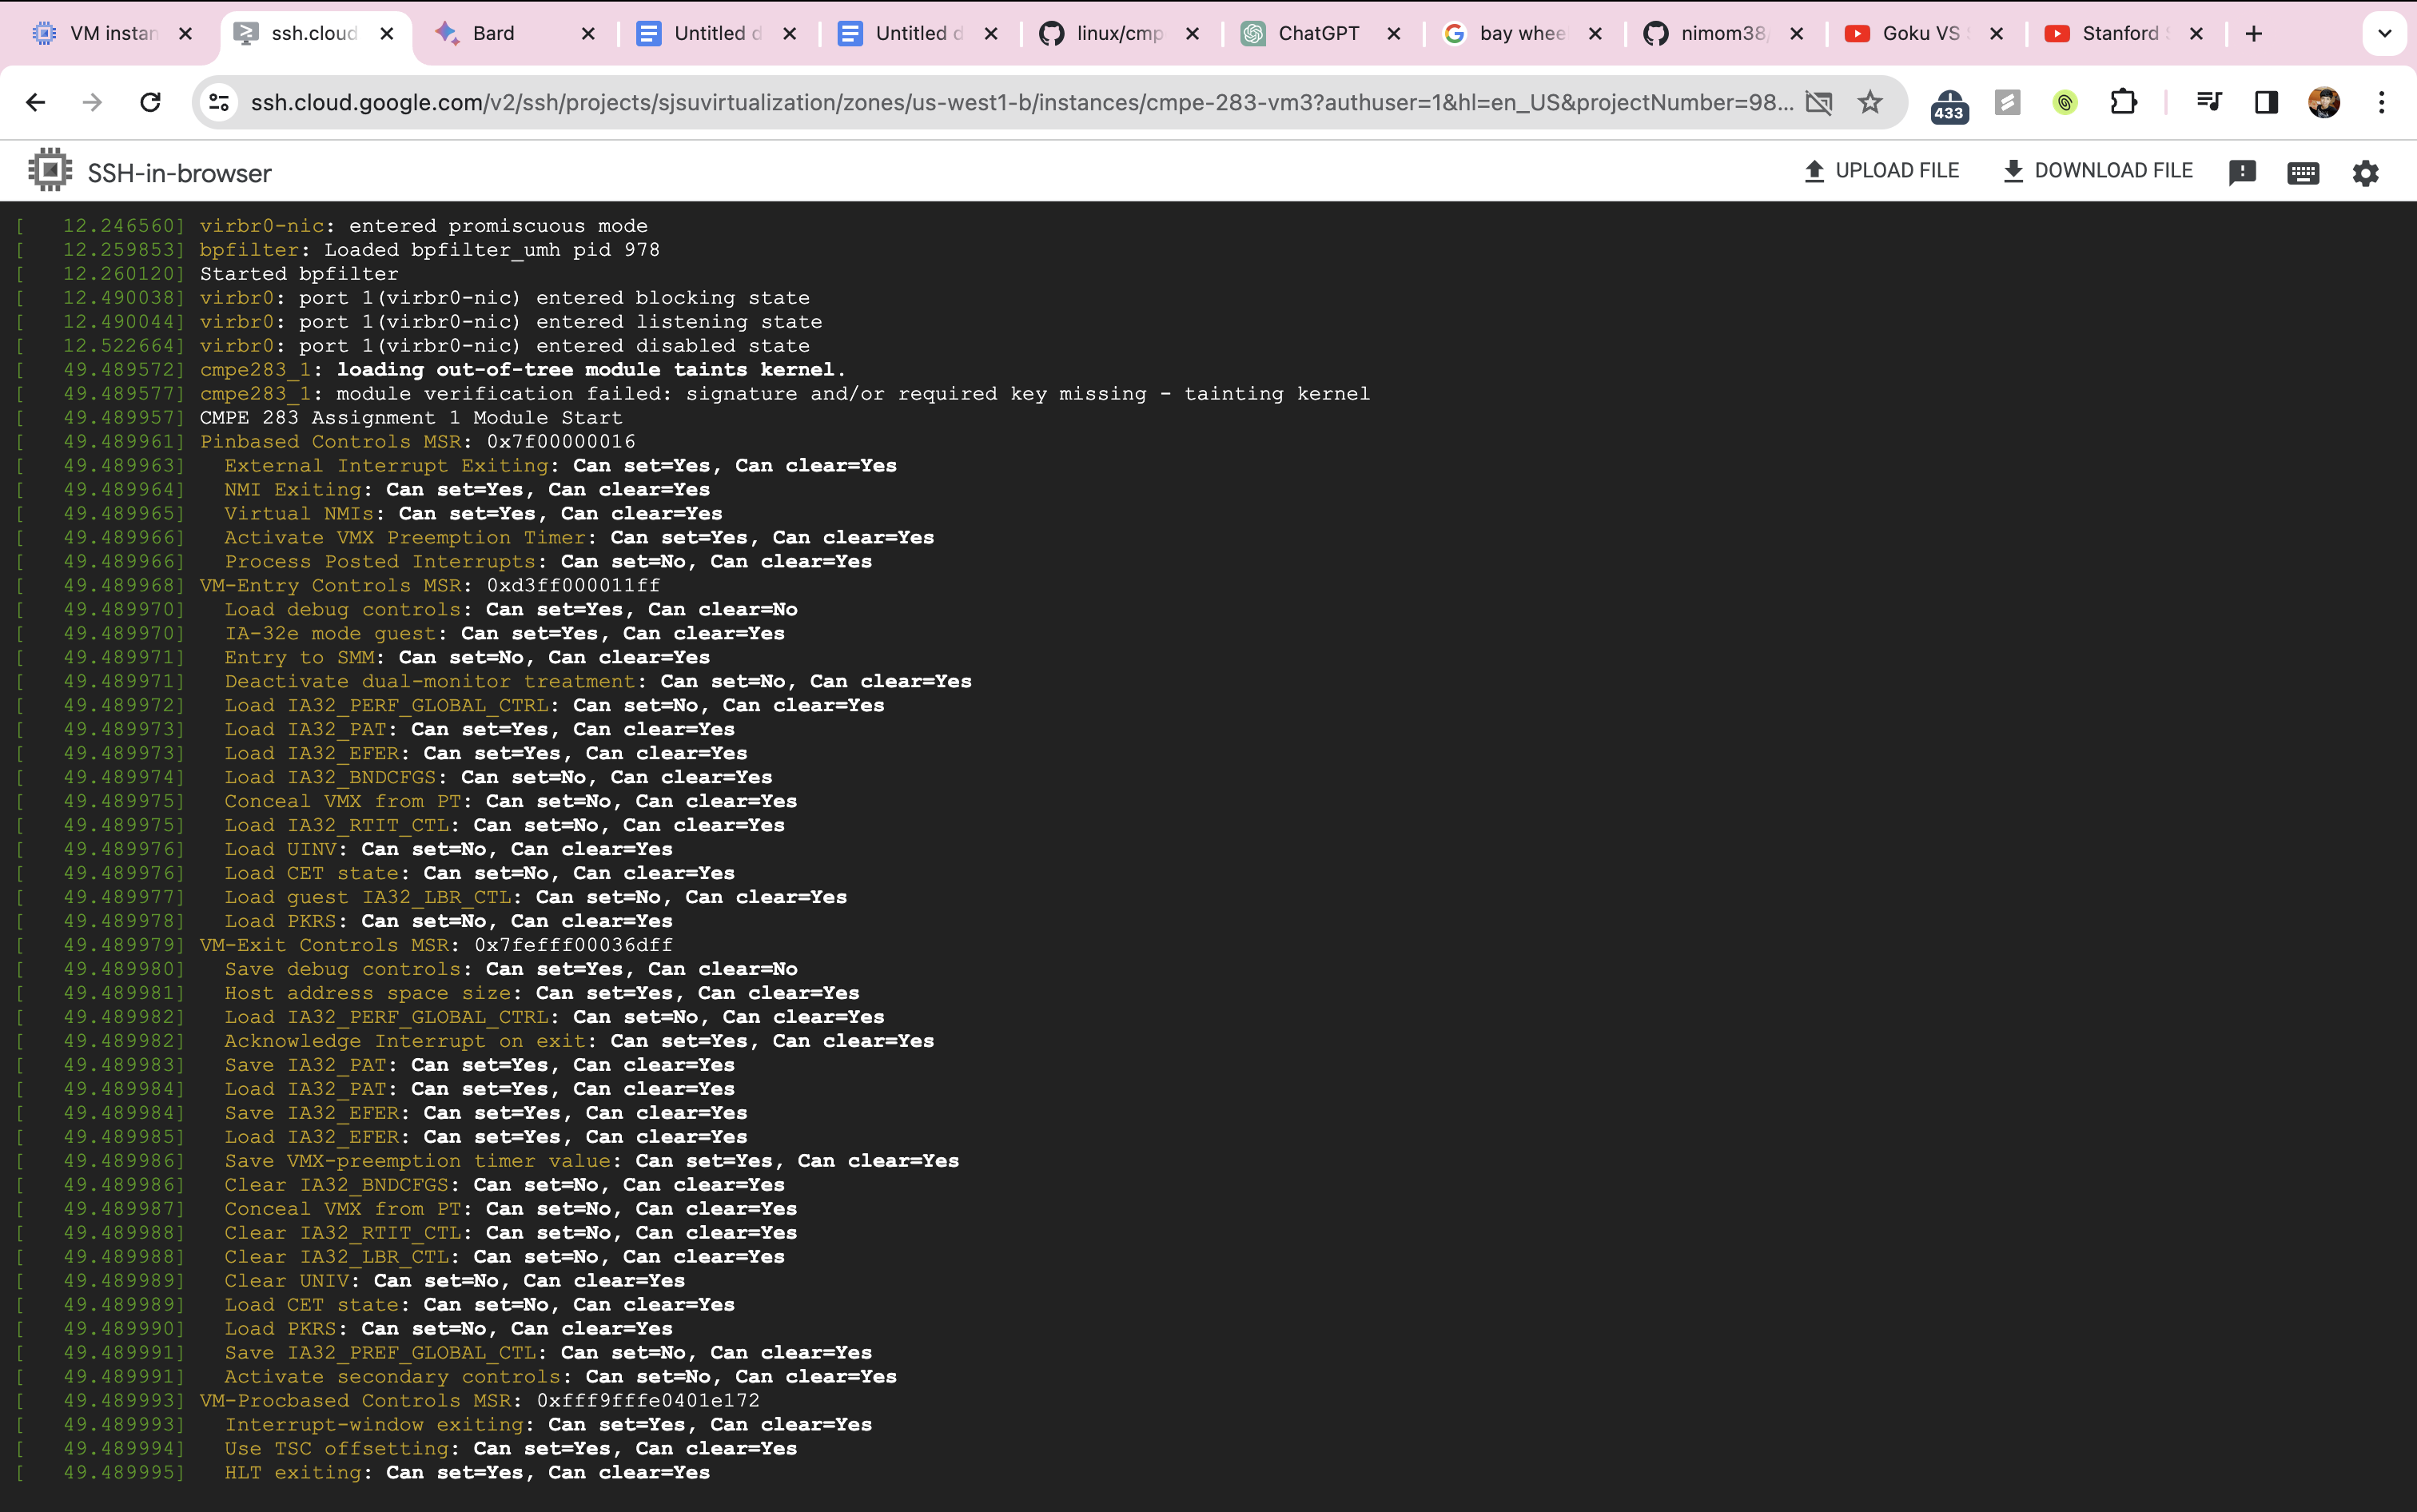 VM instan
ssh.cloud
Bard
Untitled d
Untitled d
linux/cmp
ChatGPT
bay whee
nimom38/
Goku VS S
Stanford S
ssh.cloud.google.com/v2/ssh/projects/sjsuvirtualization/zones/us-west1-b/instances/cmpe-283-vm3?authuser=1&hl=en_US&projectNumber=98...
433
SSH-in-browser
UPLOAD FILE
DOWNLOAD FILE
[   12.246560] virbr0-nic: entered promiscuous mode
[   12.259853] bpfilter: Loaded bpfilter_umh pid 978
[   12.260120] Started bpfilter
[   12.490038] virbr0: port 1(virbr0-nic) entered blocking state
[   12.490044] virbr0: port 1(virbr0-nic) entered listening state
[   12.522664] virbr0: port 1(virbr0-nic) entered disabled state
[   49.489572] cmpe283_1: loading out-of-tree module taints kernel.
[   49.489577] cmpe283_1: module verification failed: signature and/or required key missing - tainting kernel
[   49.489957] CMPE 283 Assignment 1 Module Start
[   49.489961] Pinbased Controls MSR: 0x7f00000016
[   49.489963]   External Interrupt Exiting: Can set=Yes, Can clear=Yes
[   49.489964]   NMI Exiting: Can set=Yes, Can clear=Yes
[   49.489965]   Virtual NMIs: Can set=Yes, Can clear=Yes
[   49.489966]   Activate VMX Preemption Timer: Can set=Yes, Can clear=Yes
[   49.489966]   Process Posted Interrupts: Can set=No, Can clear=Yes
[   49.489968] VM-Entry Controls MSR: 0xd3ff000011ff
[   49.489970]   Load debug controls: Can set=Yes, Can clear=No
[   49.489970]   IA-32e mode guest: Can set=Yes, Can clear=Yes
[   49.489971]   Entry to SMM: Can set=No, Can clear=Yes
[   49.489971]   Deactivate dual-monitor treatment: Can set=No, Can clear=Yes
[   49.489972]   Load IA32_PERF_GLOBAL_CTRL: Can set=No, Can clear=Yes
[   49.489973]   Load IA32_PAT: Can set=Yes, Can clear=Yes
[   49.489973]   Load IA32_EFER: Can set=Yes, Can clear=Yes
[   49.489974]   Load IA32_BNDCFGS: Can set=No, Can clear=Yes
[   49.489975]   Conceal VMX from PT: Can set=No, Can clear=Yes
[   49.489975]   Load IA32_RTIT_CTL: Can set=No, Can clear=Yes
[   49.489976]   Load UINV: Can set=No, Can clear=Yes
[   49.489976]   Load CET state: Can set=No, Can clear=Yes
[   49.489977]   Load guest IA32_LBR_CTL: Can set=No, Can clear=Yes
[   49.489978]   Load PKRS: Can set=No, Can clear=Yes
[   49.489979] VM-Exit Controls MSR: 0x7fefff00036dff
[   49.489980]   Save debug controls: Can set=Yes, Can clear=No
[   49.489981]   Host address space size: Can set=Yes, Can clear=Yes
[   49.489982]   Load IA32_PERF_GLOBAL_CTRL: Can set=No, Can clear=Yes
[   49.489982]   Acknowledge Interrupt on exit: Can set=Yes, Can clear=Yes
[   49.489983]   Save IA32_PAT: Can set=Yes, Can clear=Yes
[   49.489984]   Load IA32_PAT: Can set=Yes, Can clear=Yes
[   49.489984]   Save IA32_EFER: Can set=Yes, Can clear=Yes
[   49.489985]   Load IA32_EFER: Can set=Yes, Can clear=Yes
[   49.489986]   Save VMX-preemption timer value: Can set=Yes, Can clear=Yes
[   49.489986]   Clear IA32_BNDCFGS: Can set=No, Can clear=Yes
[   49.489987]   Conceal VMX from PT: Can set=No, Can clear=Yes
[   49.489988]   Clear IA32_RTIT_CTL: Can set=No, Can clear=Yes
[   49.489988]   Clear IA32_LBR_CTL: Can set=No, Can clear=Yes
[   49.489989]   Clear UNIV: Can set=No, Can clear=Yes
[   49.489989]   Load CET state: Can set=No, Can clear=Yes
[   49.489990]   Load PKRS: Can set=No, Can clear=Yes
[   49.489991]   Save IA32_PREF_GLOBAL_CTL: Can set=No, Can clear=Yes
[   49.489991]   Activate secondary controls: Can set=No, Can clear=Yes
[   49.489993] VM-Procbased Controls MSR: 0xfff9fffe0401e172
[   49.489993]   Interrupt-window exiting: Can set=Yes, Can clear=Yes
[   49.489994]   Use TSC offsetting: Can set=Yes, Can clear=Yes
[   49.489995]   HLT exiting: Can set=Yes, Can clear=Yes